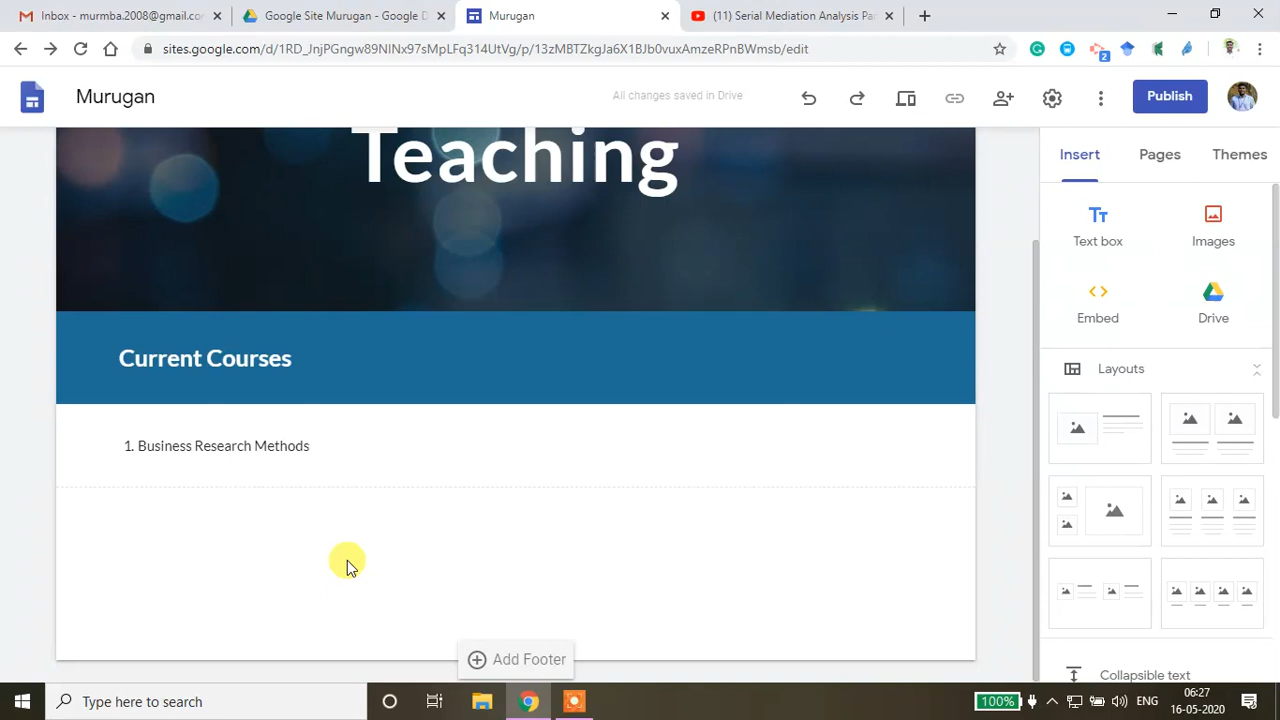 Inbox - murmba.2008@gmail.co
Google Site Murugan - Google D
Murugan
(11) Serial Mediation Analysis Pa
sites.google.com/d/1RD_JnjPGngw89NINx97sMpLFq314UtVg/p/13zMBTZkgJa6X1BJb0vuxAmzeRPnBWmsb/edit
2
Murugan
All changes saved in Drive
Publish
Teaching
Insert
Pages
Themes
Text box
Images
Embed
Drive
Current Courses
Layouts
1. Business Research Methods
Add Footer
Collapsible text
Type here to search
100%
ENG
06:27
16-05-2020